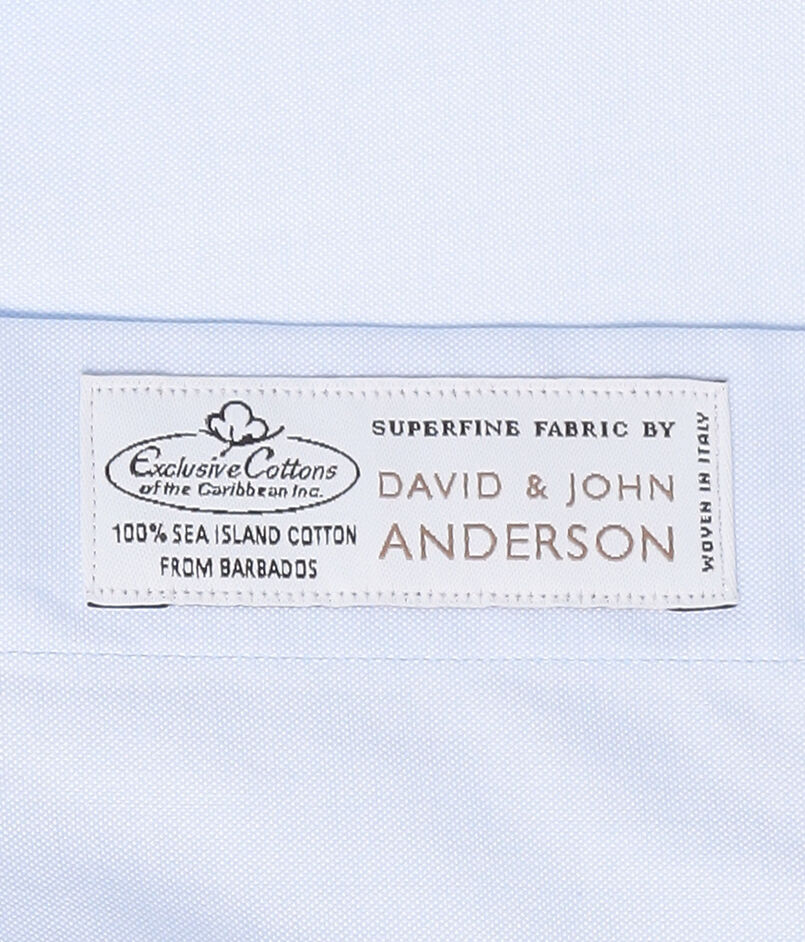 Exclusive Cottons
of the Caribbean Inc.
100% SEA ISLAND COTTON
FROM BARBADOS
SUPERFINE FABRIC BY
DAVID & JOHN
ANDERSON
WOVEN IN ITALY